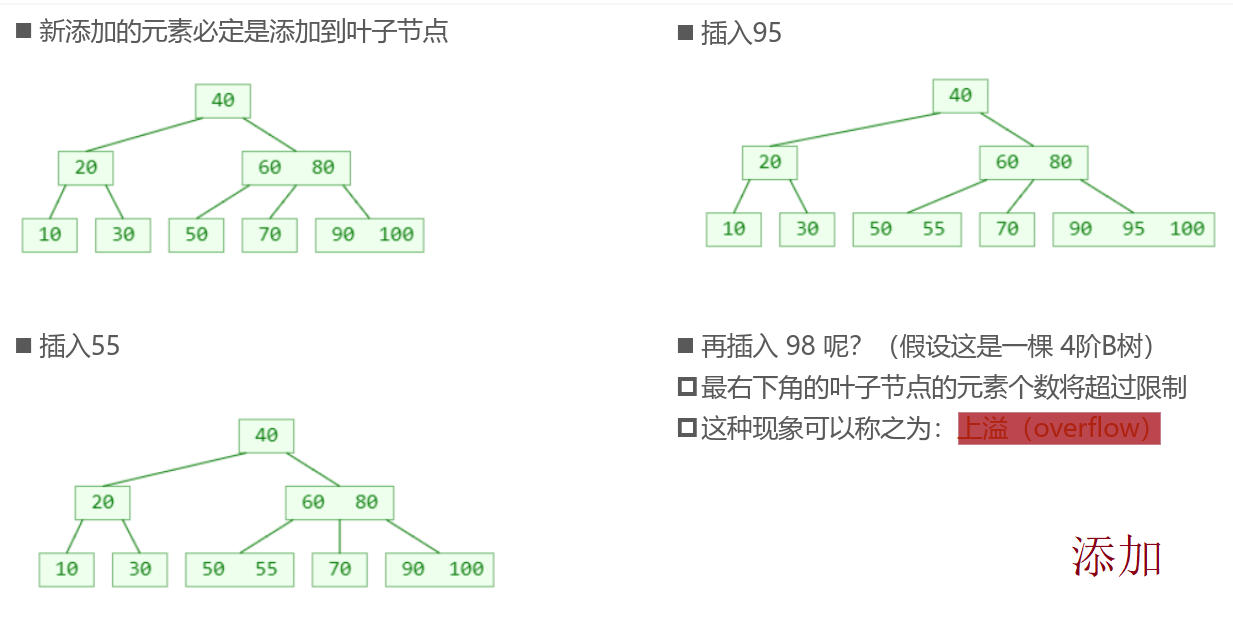 ■ 新添加的元素必定是添加到叶子节点
40
20 60 80
10 30 50 70 90 100
■ 插入55
40
20 60 80
10 30 50 55 70 90 100
■ 插入95
40
20 60 80
10 30 50 55 70 90 95 100
■ 再插入 98 呢？（假设这是一棵 4阶B树）
最右下角的叶子节点的元素个数将超过限制
这种现象可以称之为：上溢（overflow）
添加